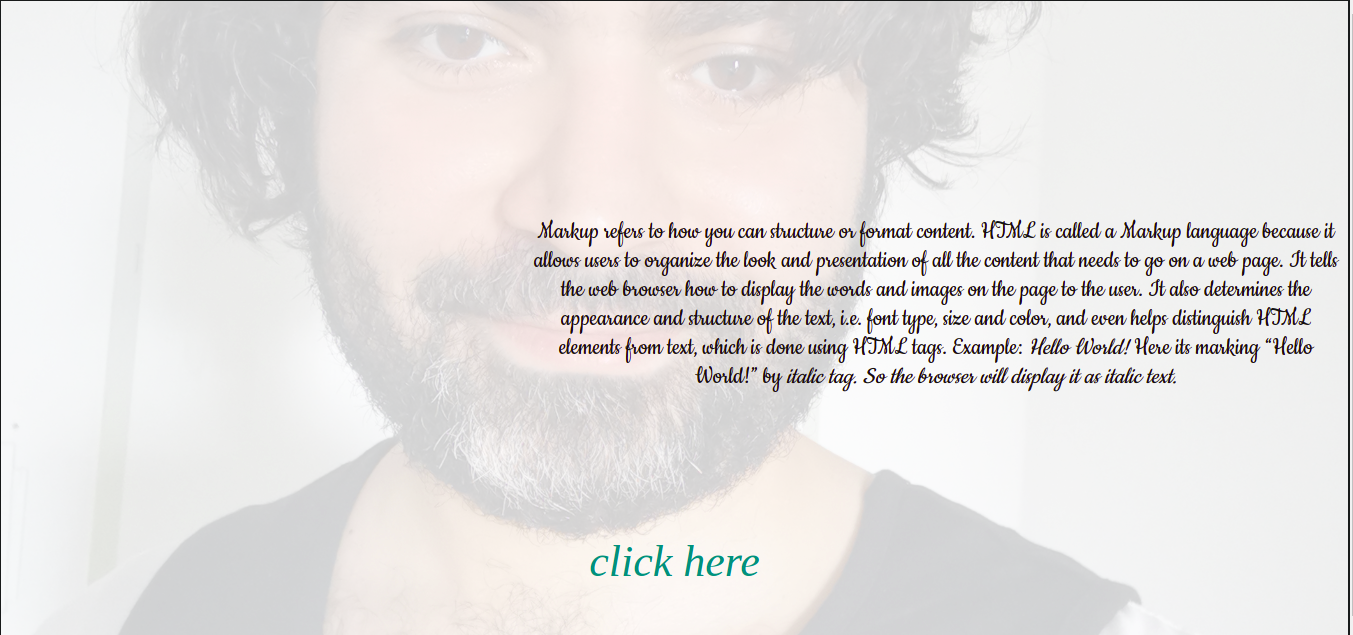 Markup refers to how you can structure or format content. HTML is called a Markup language because it
allows users to organize the look and presentation of all the content that needs to go on a web page. It tells
the web browser how to display the words and images on the page to the user. It also determines the
appearance and structure of the text, i.e. font type, size and color, and even helps distinguish HTML
elements from text, which is done using HTML tags. Example: Hello World! Here its marking “Hello
World!” by italic tag. So the browser will display it as italic text.
click here